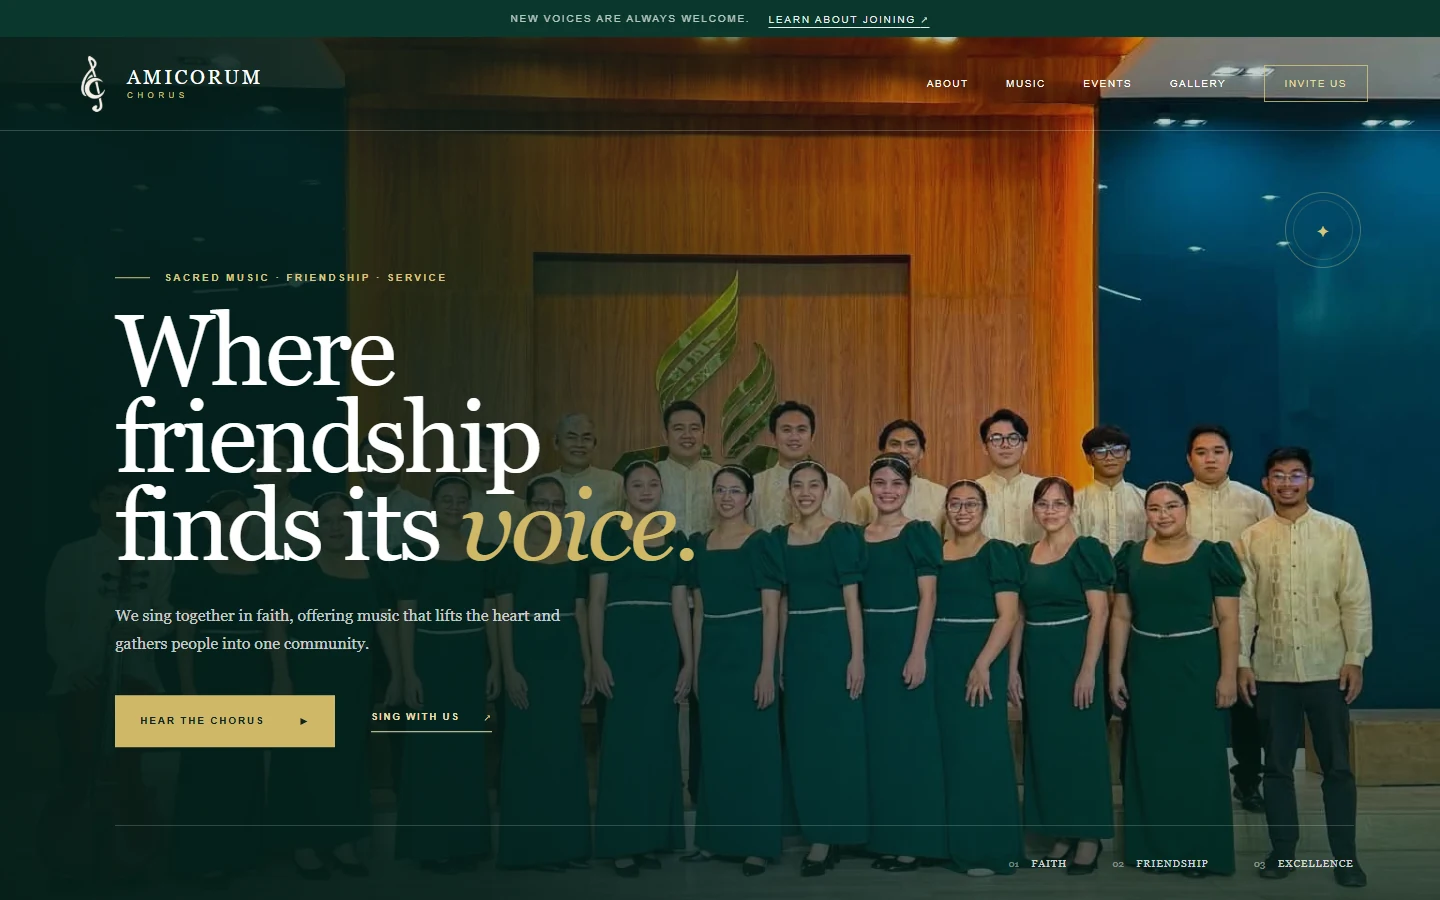 NEW VOICES ARE ALWAYS WELCOME. LEARN ABOUT JOINING ↗
AMICORUM
CHORUS
ABOUT MUSIC EVENTS GALLERY INVITE US
SACRED MUSIC · FRIENDSHIP · SERVICE
Where
friendship
finds its voice.
We sing together in faith, offering music that lifts the heart and
gathers people into one community.
HEAR THE CHORUS ▶ SING WITH US ↗
01 FAITH 02 FRIENDSHIP 03 EXCELLENCE